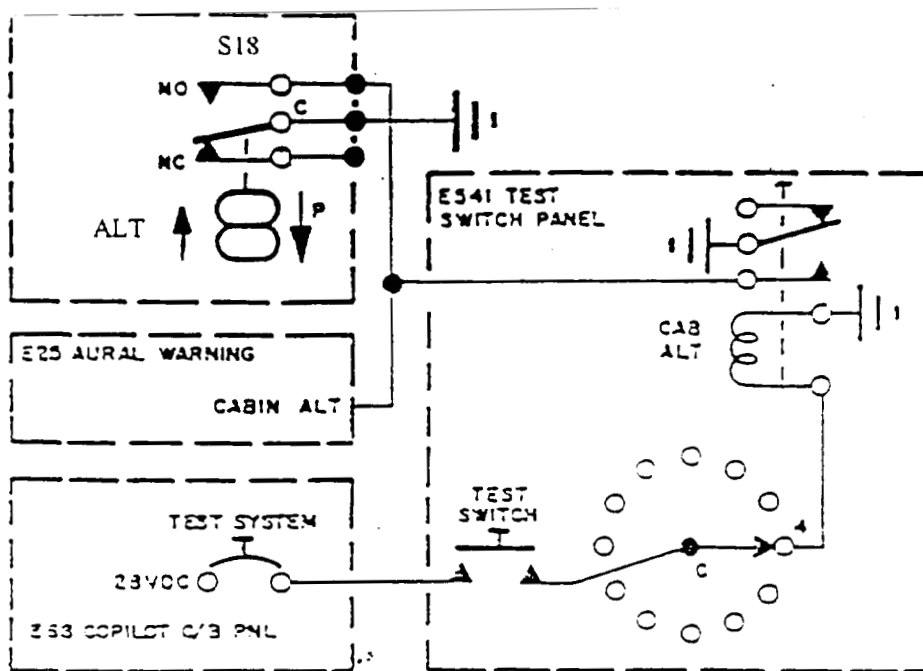 S18
NO
C
NC
ALT
P
E541 TEST
SWITCH PANEL
CAB
ALT
E25 AURAL WARNING
CABIN ALT
TEST SYSTEM
28VDC
TEST
SWITCH
4
C
COPILOT C/B PNL